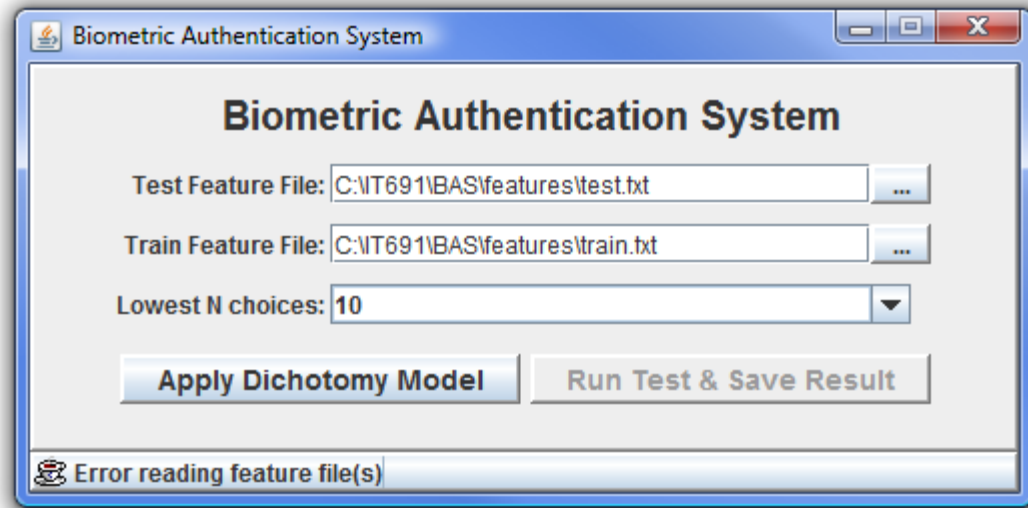 Biometric Authentication System
Biometric Authentication System
Test Feature File: C:\IT691\BAS\features\test.txt ...
Train Feature File: C:\IT691\BAS\features\train.txt ...
Lowest N choices: 10
Apply Dichotomy Model Run Test & Save Result
Error reading feature file(s)